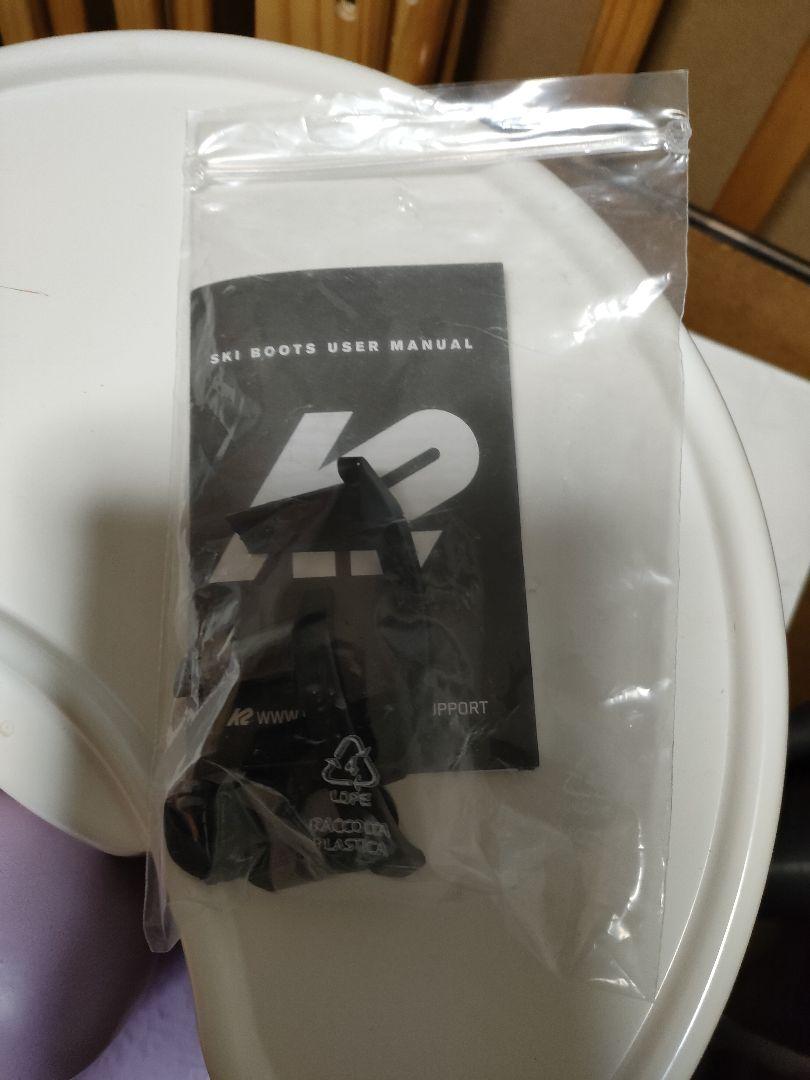 SKI BOOTS USER MANUAL
K2
K2 WWW
IPPORT
4
LDPE
RACCOLTA
PLASTICA